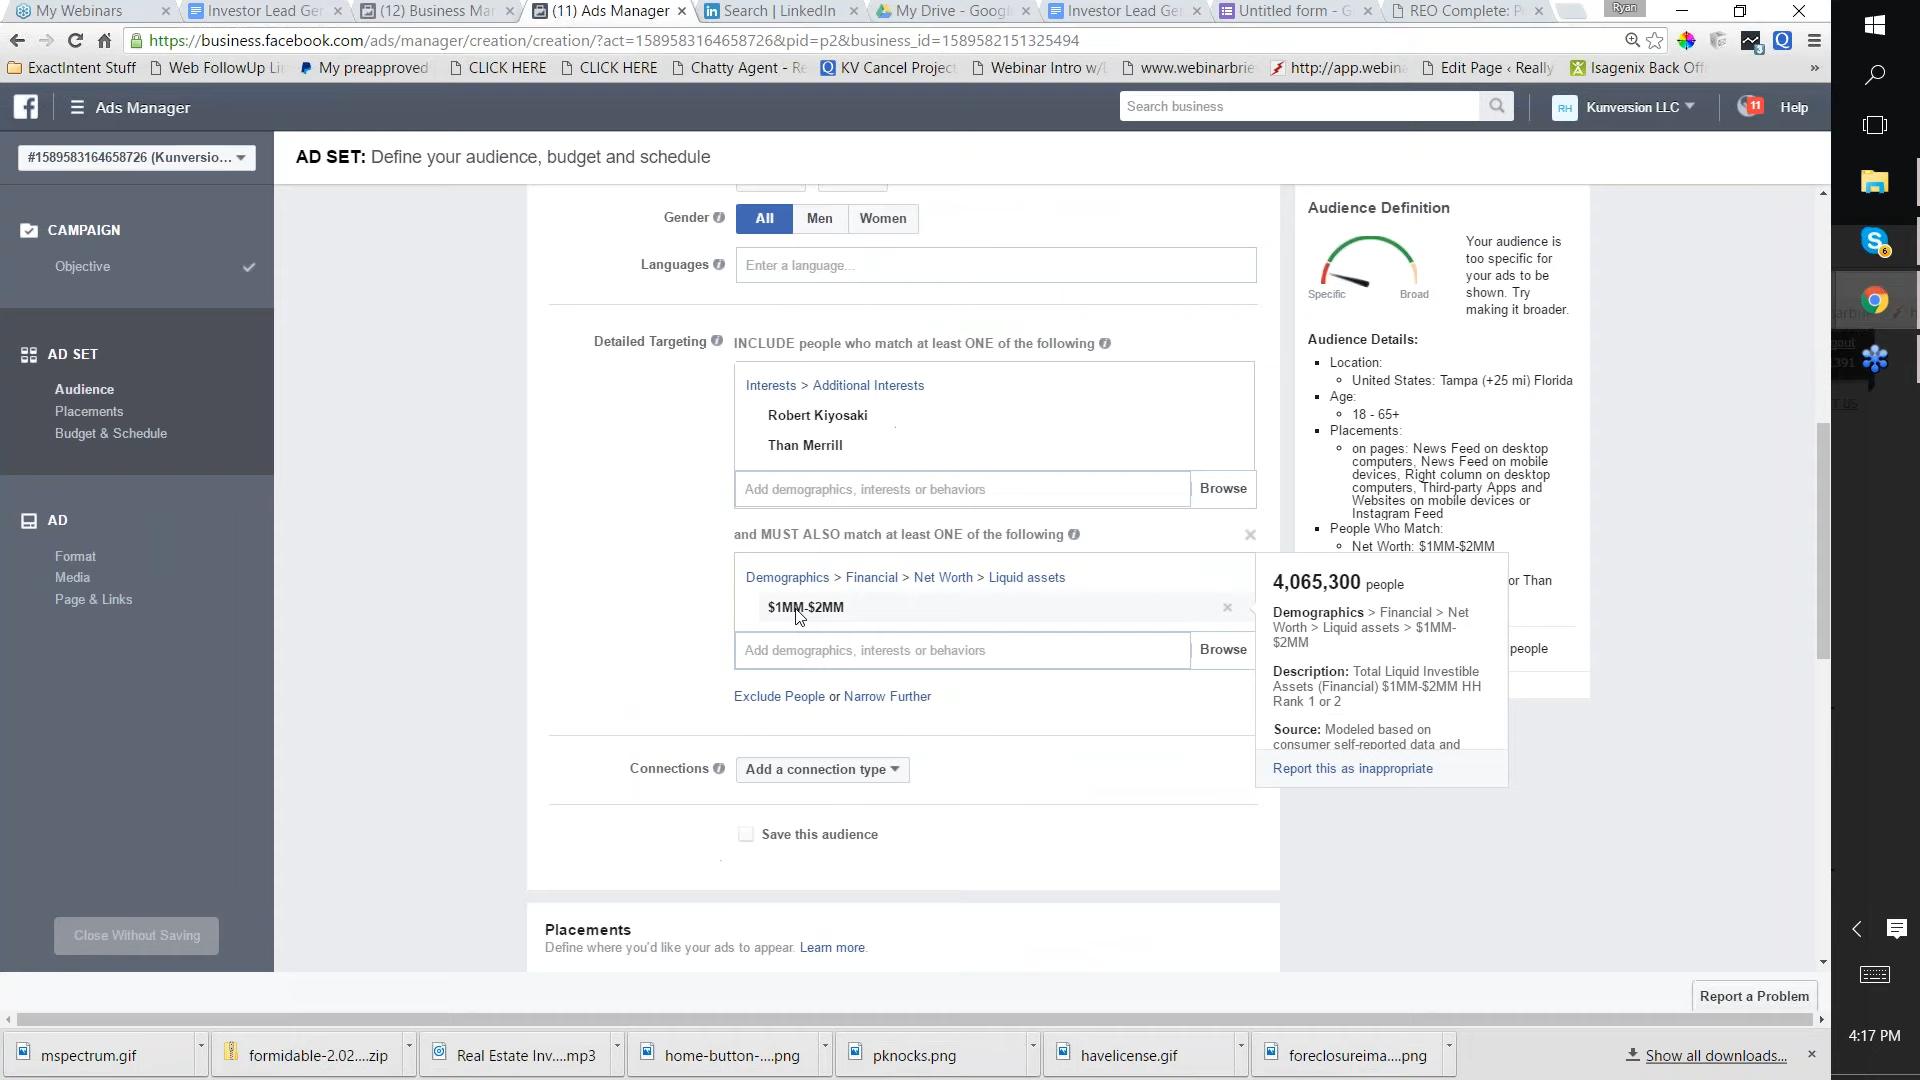 My Webinars
Investor Lead Ger
(12) Business Mar
(11) Ads Manager
Search | LinkedIn
My Drive - Googl
Investor Lead Ge
Untitled form - G
REO Complete: P
Ryan
https://business.facebook.com/ads/manager/creation/creation/?act=1589583164658726&pid=p2&business_id=1589582151325494
ExactIntent Stuff
Web FollowUp Li
My preapproved
CLICK HERE
CLICK HERE
Chatty Agent - Re
KV Cancel Project
Webinar Intro w/
www.webinarbrie
http://app.webina
Edit Page ‹ Really
Isagenix Back Off
»
Ads Manager
Search business
RH
Kunversion LLC
11
Help
#1589583164658726 (Kunversio...
AD SET: Define your audience, budget and schedule
CAMPAIGN
Objective
AD SET
Audience
Placements
Budget & Schedule
AD
Format
Media
Page & Links
Close Without Saving
Gender
All
Men
Women
Languages
Enter a language...
Detailed Targeting
INCLUDE people who match at least ONE of the following
Interests > Additional Interests
Robert Kiyosaki
Than Merrill
Add demographics, interests or behaviors
Browse
and MUST ALSO match at least ONE of the following
Demographics > Financial > Net Worth > Liquid assets
$1MM-$2MM
Add demographics, interests or behaviors
Browse
Exclude People or Narrow Further
Connections
Add a connection type
Save this audience
Placements
Define where you'd like your ads to appear. Learn more.
Audience Definition
Specific
Broad
Your audience is
too specific for
your ads to be
shown. Try
making it broader.
Audience Details:
Location:
United States: Tampa (+25 mi) Florida
Age:
18 - 65+
Placements:
on pages: News Feed on desktop
computers, News Feed on mobile
devices, Right column on desktop
computers, Third-party Apps and
Websites on mobile devices or
Instagram Feed
People Who Match:
Net Worth: $1MM-$2MM
or Than
people
4,065,300 people
Demographics > Financial > Net
Worth > Liquid assets > $1MM-
$2MM
Description: Total Liquid Investible
Assets (Financial) $1MM-$2MM HH
Rank 1 or 2
Source: Modeled based on
consumer self-reported data and
Report this as inappropriate
Report a Problem
mspectrum.gif
formidable-2.02....zip
Real Estate Inv....mp3
home-button-....png
pknocks.png
havelicense.gif
foreclosureima....png
Show all downloads...
4:17 PM